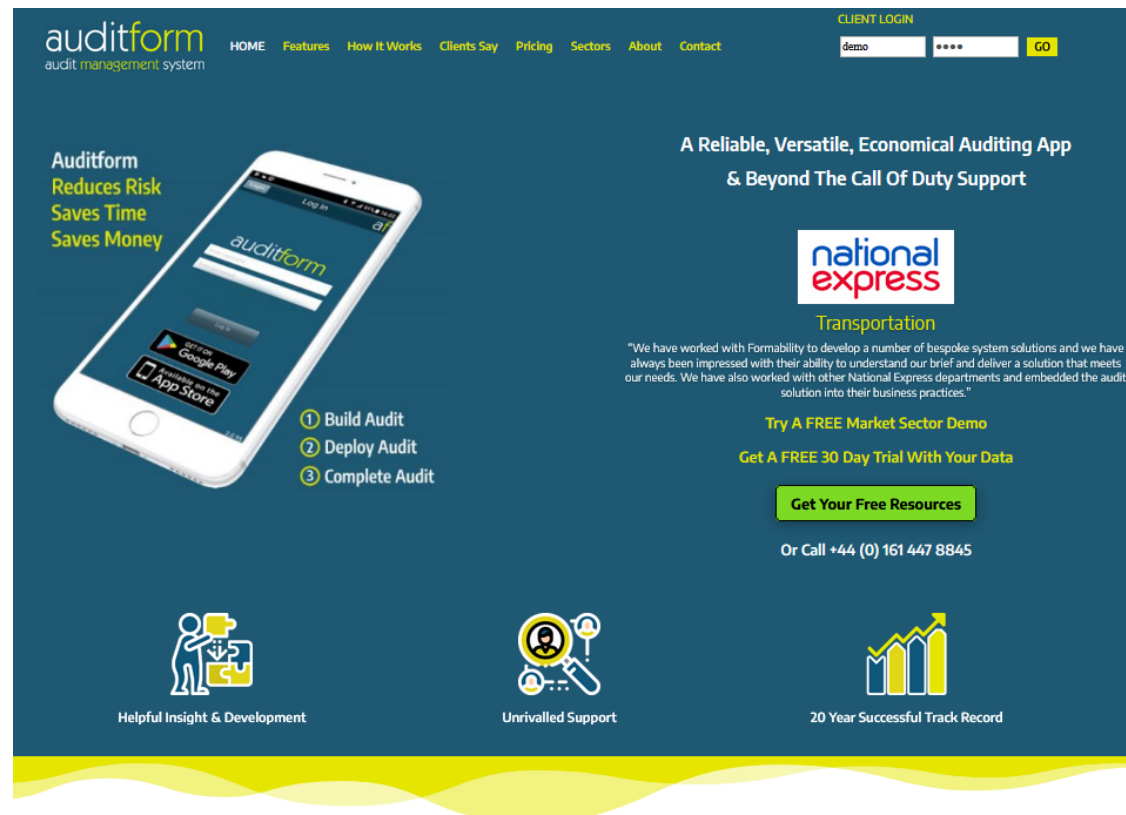 auditform
audit management system
HOME Features How It Works Clients Say Pricing Sectors About Contact
CLIENT LOGIN
demo
GO
Auditform
Reduces Risk
Saves Time
Saves Money
Log In
af
auditform
Log In
GET IT ON
Google Play
Available on the
App Store
1 Build Audit
2 Deploy Audit
3 Complete Audit
A Reliable, Versatile, Economical Auditing App
& Beyond The Call Of Duty Support
national
express
Transportation
“We have worked with Formability to develop a number of bespoke system solutions and we have
always been impressed with their ability to understand our brief and deliver a solution that meets
our needs. We have also worked with other National Express departments and embedded the audit
solution into their business practices.”
Try A FREE Market Sector Demo
Get A FREE 30 Day Trial With Your Data
Get Your Free Resources
Or Call +44 (0) 161 447 8845
Helpful Insight & Development
Unrivalled Support
20 Year Successful Track Record